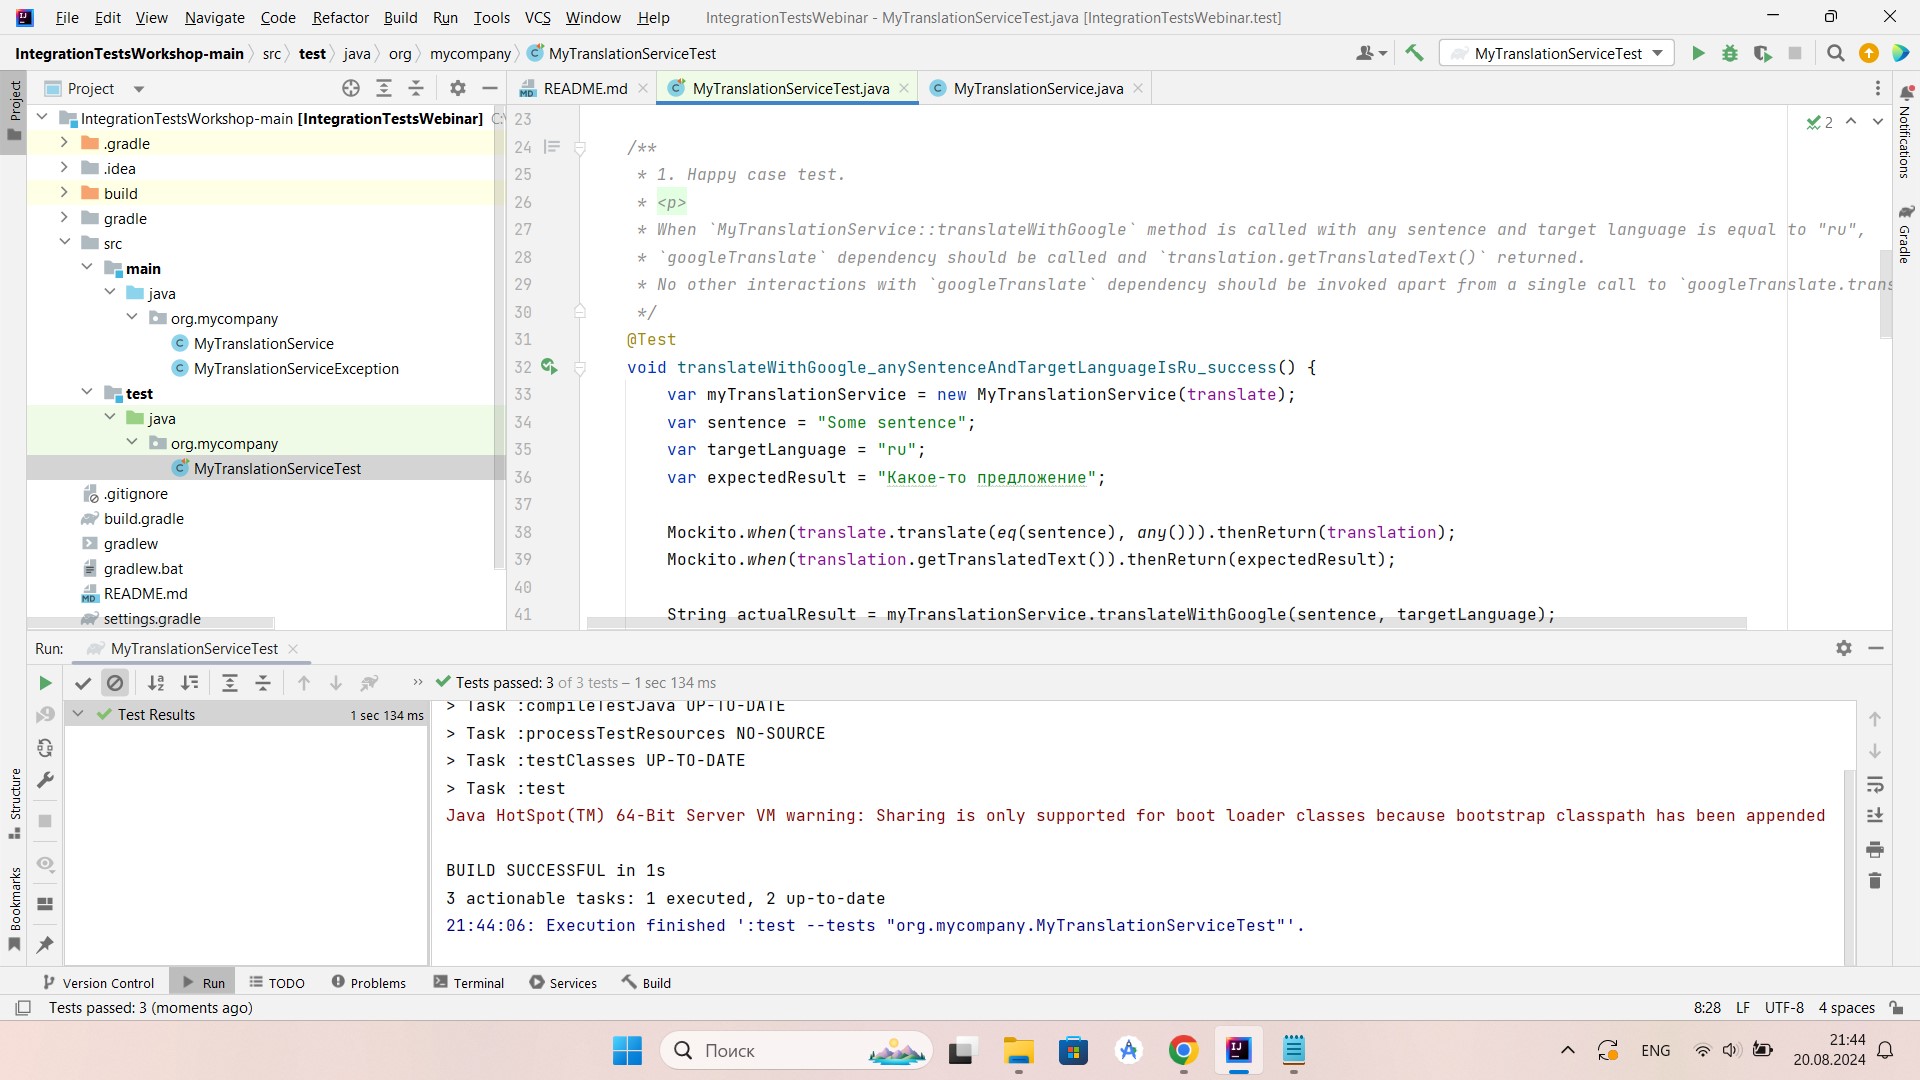 File Edit View Navigate Code Refactor Build Run Tools VCS Window Help IntegrationTestsWebinar - MyTranslationServiceTest.java [IntegrationTestsWebinar.test]
IntegrationTestsWorkshop-main src test java org mycompany MyTranslationServiceTest MyTranslationServiceTest
Project
Project
README.md MyTranslationServiceTest.java MyTranslationService.java
IntegrationTestsWorkshop-main [IntegrationTestsWebinar] C:\
.gradle
.idea
build
gradle
src
main
java
org.mycompany
MyTranslationService
MyTranslationServiceException
test
java
org.mycompany
MyTranslationServiceTest
.gitignore
build.gradle
gradlew
gradlew.bat
README.md
settings.gradle
2
23
24 /**
25 * 1. Happy case test.
26 * <p>
27 * When `MyTranslationService::translateWithGoogle` method is called with any sentence and target language is equal to "ru",
28 * `googleTranslate` dependency should be called and `translation.getTranslatedText()` returned.
29 * No other interactions with `googleTranslate` dependency should be invoked apart from a single call to `googleTranslate.trans
30 */
31 @Test
32 void translateWithGoogle_anySentenceAndTargetLanguageIsRu_success() {
33 var myTranslationService = new MyTranslationService(translate);
34 var sentence = "Some sentence";
35 var targetLanguage = "ru";
36 var expectedResult = "Какое-то предложение";
37
38 Mockito.when(translate.translate(eq(sentence), any())).thenReturn(translation);
39 Mockito.when(translation.getTranslatedText()).thenReturn(expectedResult);
40
41 String actualResult = myTranslationService.translateWithGoogle(sentence, targetLanguage);
Notifications
Gradle
Run: MyTranslationServiceTest
Tests passed: 3 of 3 tests – 1 sec 134 ms
Test Results 1 sec 134 ms
> Task :compileTestJava UP-TO-DATE
> Task :processTestResources NO-SOURCE
> Task :testClasses UP-TO-DATE
> Task :test
Java HotSpot(TM) 64-Bit Server VM warning: Sharing is only supported for boot loader classes because bootstrap classpath has been appended
BUILD SUCCESSFUL in 1s
3 actionable tasks: 1 executed, 2 up-to-date
21:44:06: Execution finished ':test --tests "org.mycompany.MyTranslationServiceTest"'.
Structure
Bookmarks
Version Control Run TODO Problems Terminal Services Build
Tests passed: 3 (moments ago) 8:28 LF UTF-8 4 spaces
Поиск ENG 21:44
20.08.2024